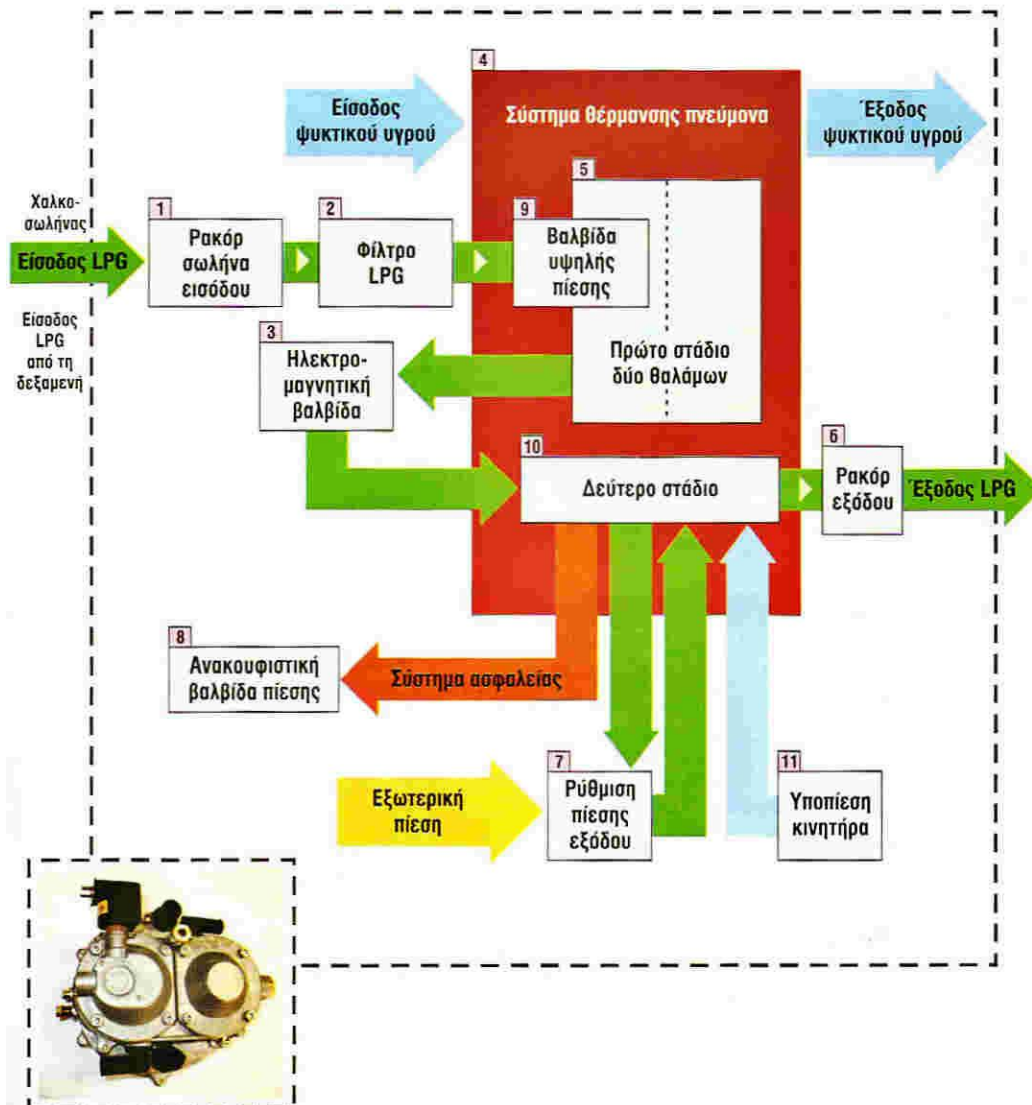 4
Είσοδος
ψυκτικού υγρού
Σύστημα θέρμανσης πνεύμονα
Έξοδος
ψυκτικού υγρού
Χαλκο-
σωλήνας
Είσοδος LPG
Είσοδος
LPG
από τη
δεξαμενή
1
Ρακόρ
σωλήνα
εισόδου
2
Φίλτρο
LPG
9
Βαλβίδα
υψηλής
πίεσης
5
Πρώτο στάδιο
δύο θαλάμων
3
Ηλεκτρο-
μαγνητική
βαλβίδα
10
Δεύτερο στάδιο
6
Ρακόρ
εξόδου
Έξοδος LPG
8
Ανακουφιστική
βαλβίδα πίεσης
Σύστημα ασφαλείας
Εξωτερική
πίεση
7
Ρύθμιση
πίεσης
εξόδου
11
Υποπίεση
κινητήρα